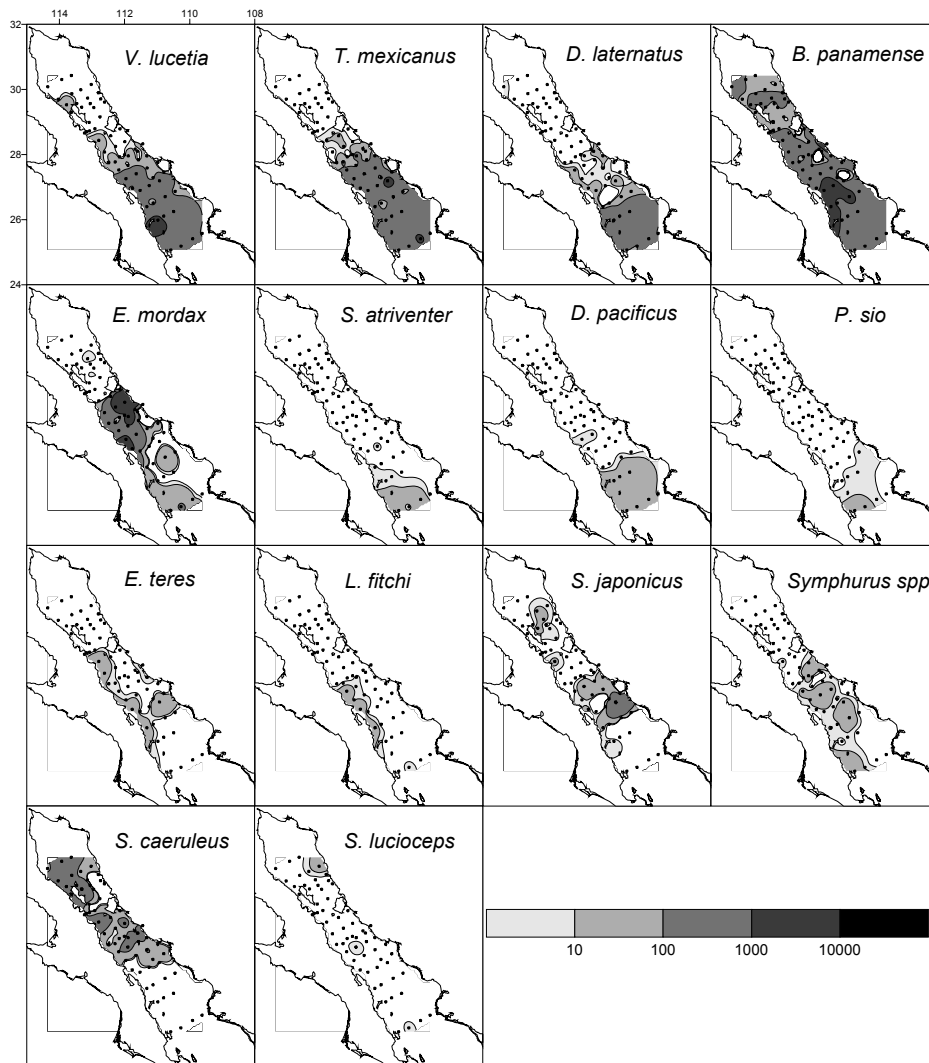 114 112 110 108
32
30
28
26
24
V. lucetia
T. mexicanus
D. laternatus
B. panamense
E. mordax
S. atriventer
D. pacificus
P. sio
E. teres
L. fitchi
S. japonicus
Symphurus spp
S. caeruleus
S. lucioceps
10 100 1000 10000